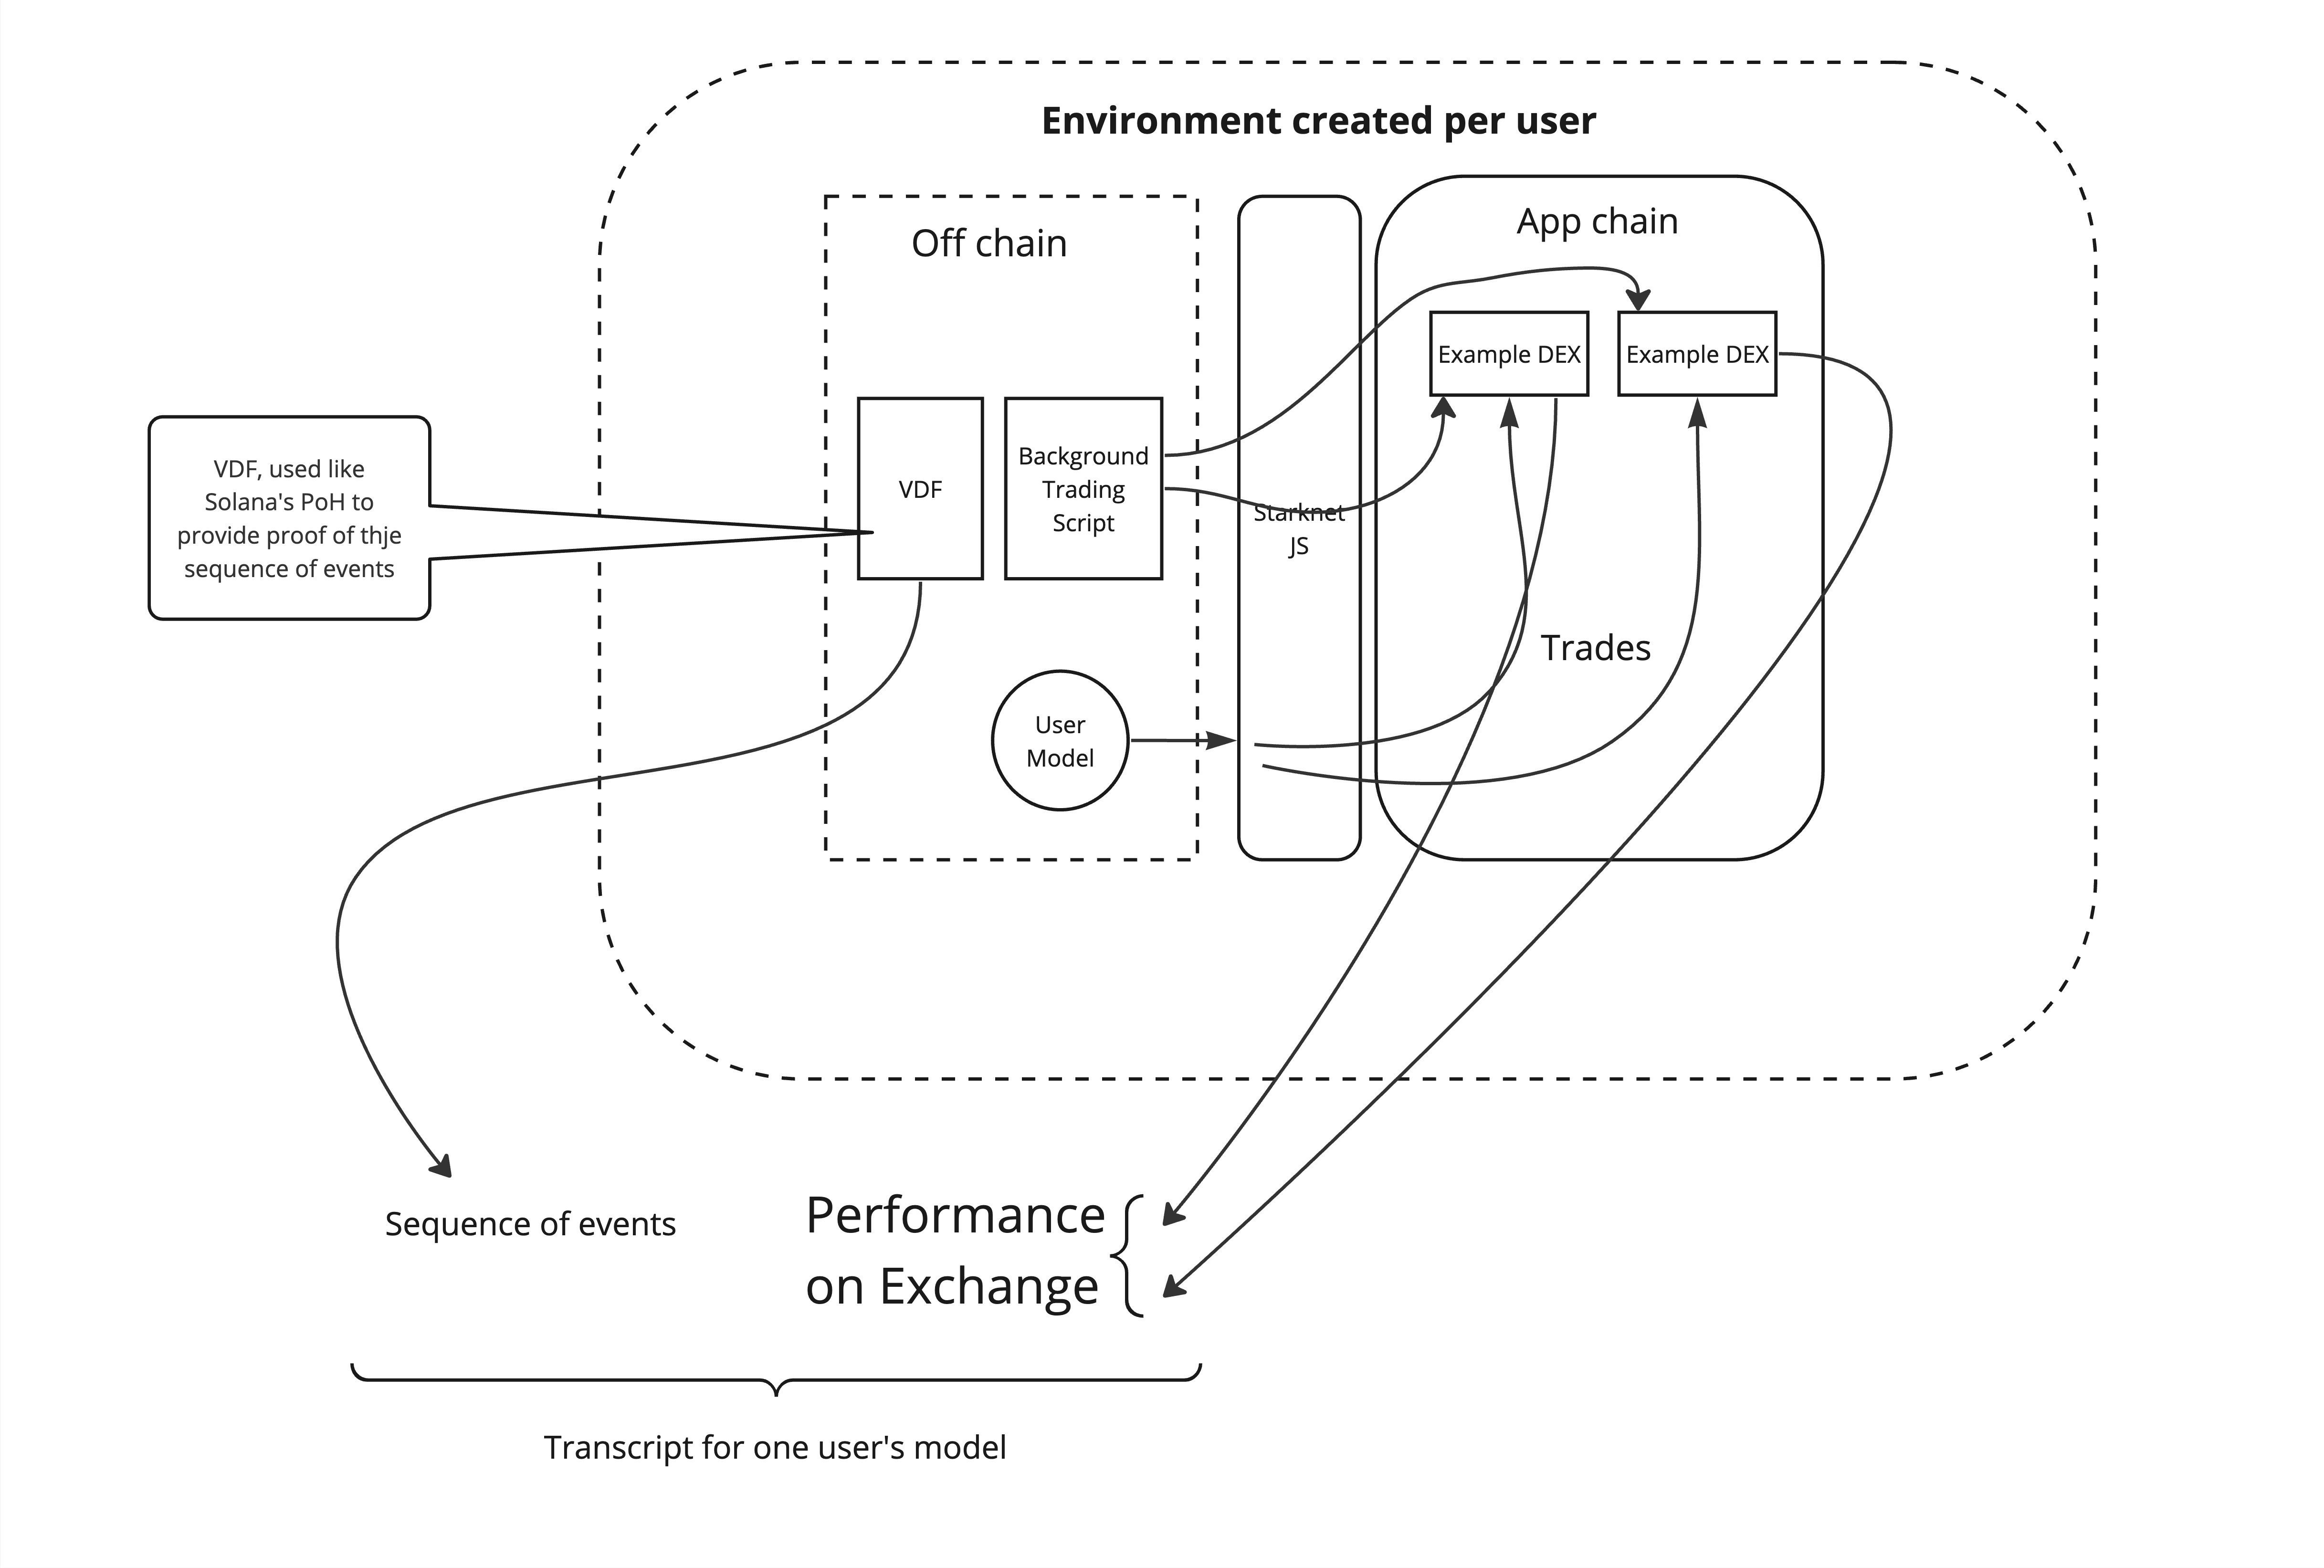 Environment created per user
Off chain
App chain
Example DEX
Example DEX
VDF, used like
Solana's PoH to
provide proof of thje
sequence of events
VDF
Background
Trading
Script
Starknet
JS
Trades
User
Model
Sequence of events
Performance
on Exchange
Transcript for one user's model